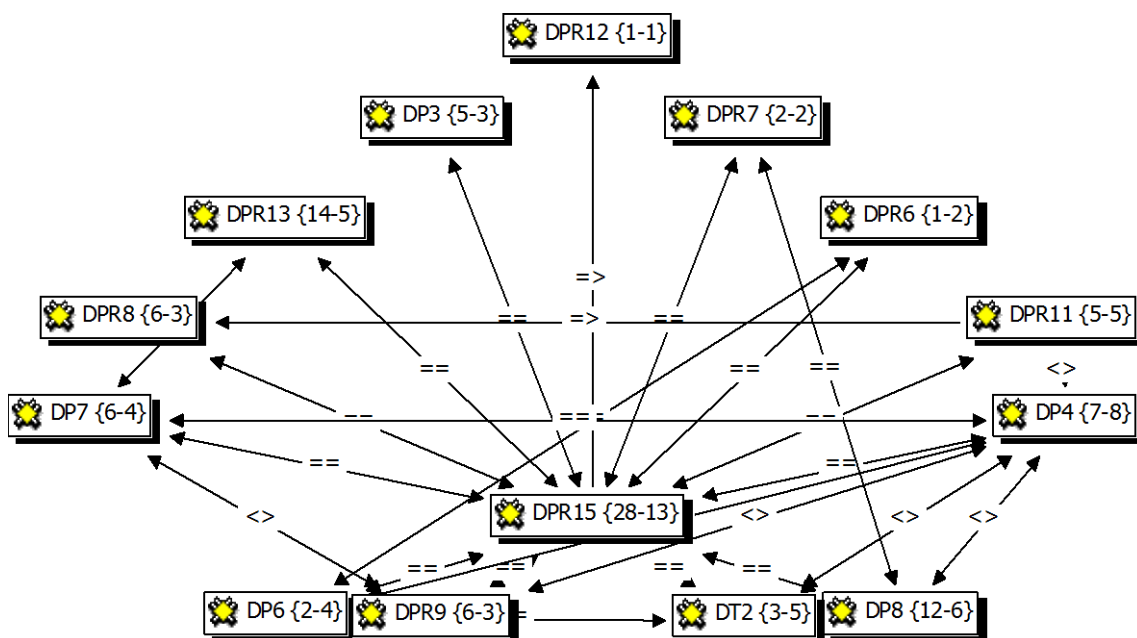 DPR12 {1-1}
DP3 {5-3}
DPR7 {2-2}
DPR13 {14-5}
DPR6 {1-2}
=>
DPR8 {6-3}
==
=>
==
DPR11 {5-5}
==
==
==
<>
DP7 {6-4}
==
==
==
DP4 {7-8}
==
==
<>
DPR15 {28-13}
<>
<>
<>
==
==
==
==
DP6 {2-4}
DPR9 {6-3}
DT2 {3-5}
DP8 {12-6}